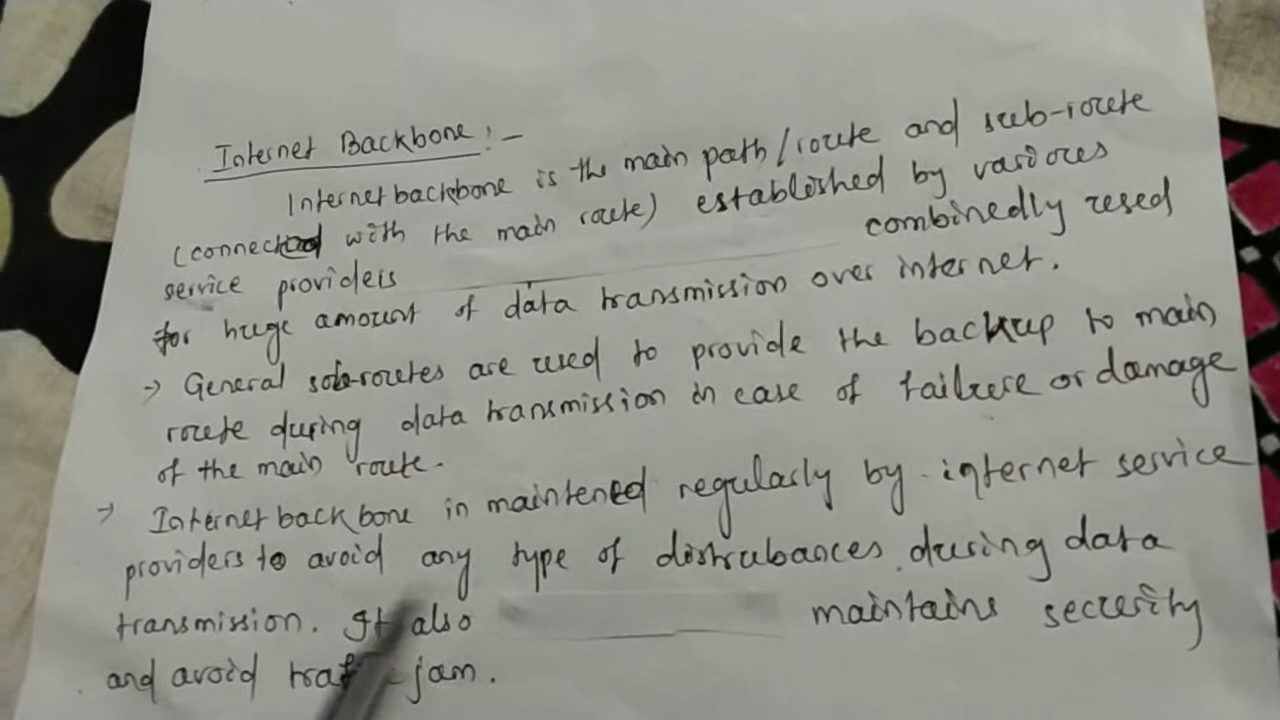 Internet Backbone:-
Internet backbone is the main path/route and sub-route
(connected with the main route) established by various
service providers combinedly used
for huge amount of data transmission over internet.
→ General sub-routes are used to provide the backup to main
route during data transmission in case of failure or damage
of the main route.
→ Internet back bone in maintened regularly by internet service
providers to avoid any type of distrubances during data
transmission. It also maintains security
and avoid jam.